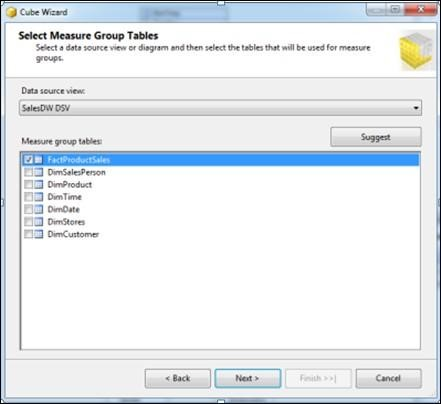 Cube Wizard
Select Measure Group Tables
Select a data source view or diagram and then select the tables that will be used for measure
groups.
Data source view:
SalesDW DSV
Suggest
Measure group tables:
FactProductSales
DimSalesPerson
DimProduct
DimTime
DimDate
DimStores
DimCustomer
< Back
Next >
Finish >>|
Cancel